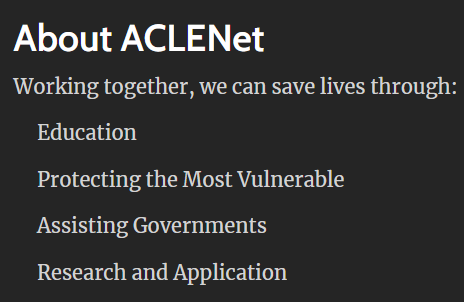 About ACLENet
Working together, we can save lives through:
Education
Protecting the Most Vulnerable
Assisting Governments
Research and Application